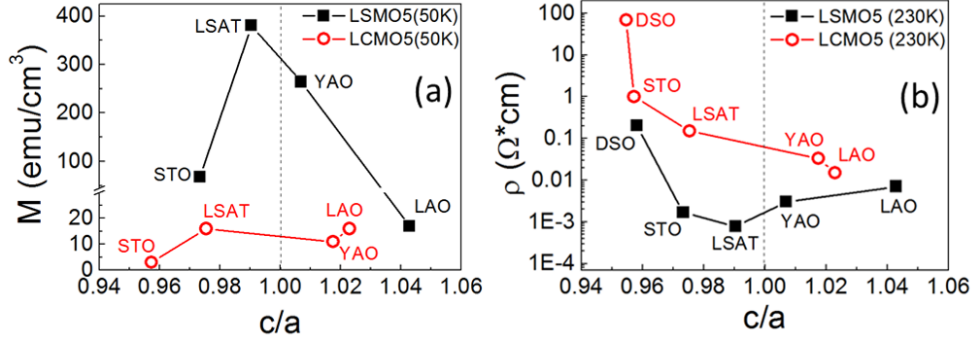 LSMO5(50K)
LCMO5(50K)
(a)
M (emu/cm³)
400
300
200
100
20
10
0
LSAT
YAO
STO
LAO
STO
LSAT
LAO
YAO
0.94 0.96 0.98 1.00 1.02 1.04 1.06
c/a
LSMO5 (230K)
LCMO5 (230K)
(b)
ρ (Ω*cm)
100
10
1
0.1
0.01
1E-3
1E-4
DSO
STO
LSAT
YAO
LAO
DSO
STO
LSAT
YAO
LAO
0.94 0.96 0.98 1.00 1.02 1.04 1.06
c/a